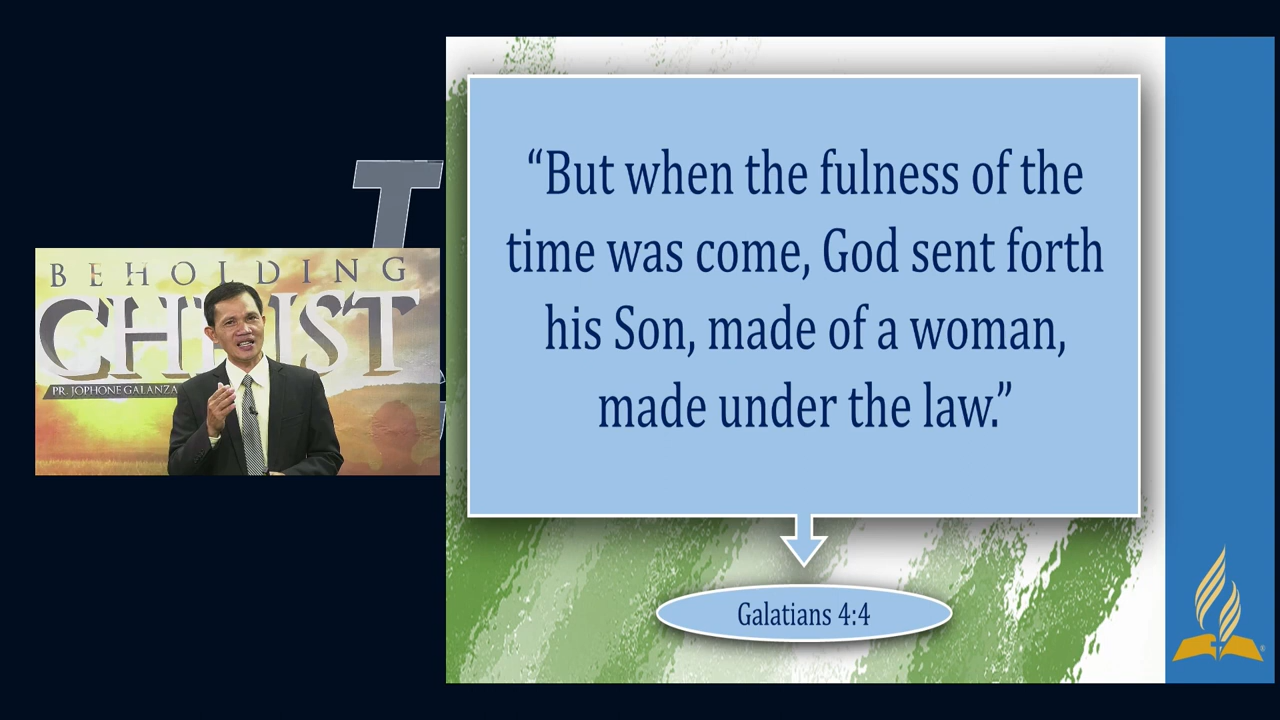 T
BEHOLDING
CHRIST
PR. JOPHONE GALANZA
“But when the fulness of the
time was come, God sent forth
his Son, made of a woman,
made under the law.”
Galatians 4:4